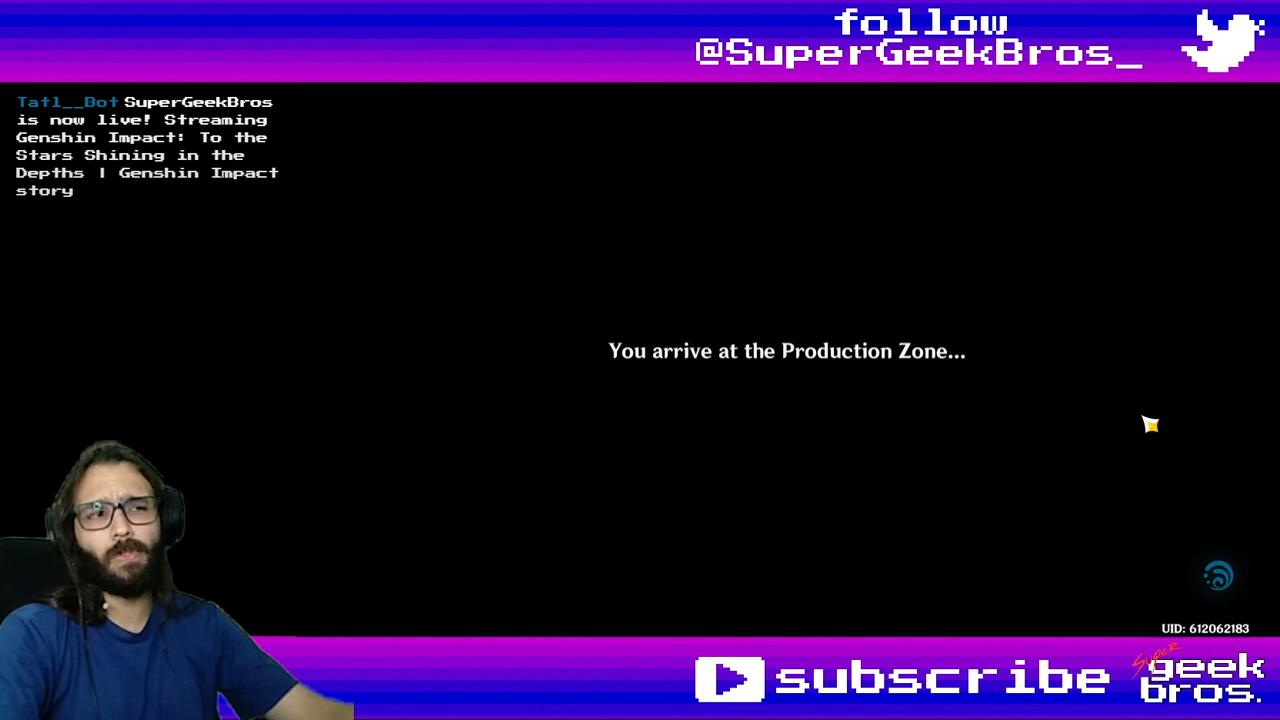 follow
@SuperGeekBros_
Tatl__Bot SuperGeekBros
is now live! Streaming
Genshin Impact: To the
Stars Shining in the
Depths | Genshin Impact
story
You arrive at the Production Zone...
UID: 612062183
subscribe
super
geek
bros.